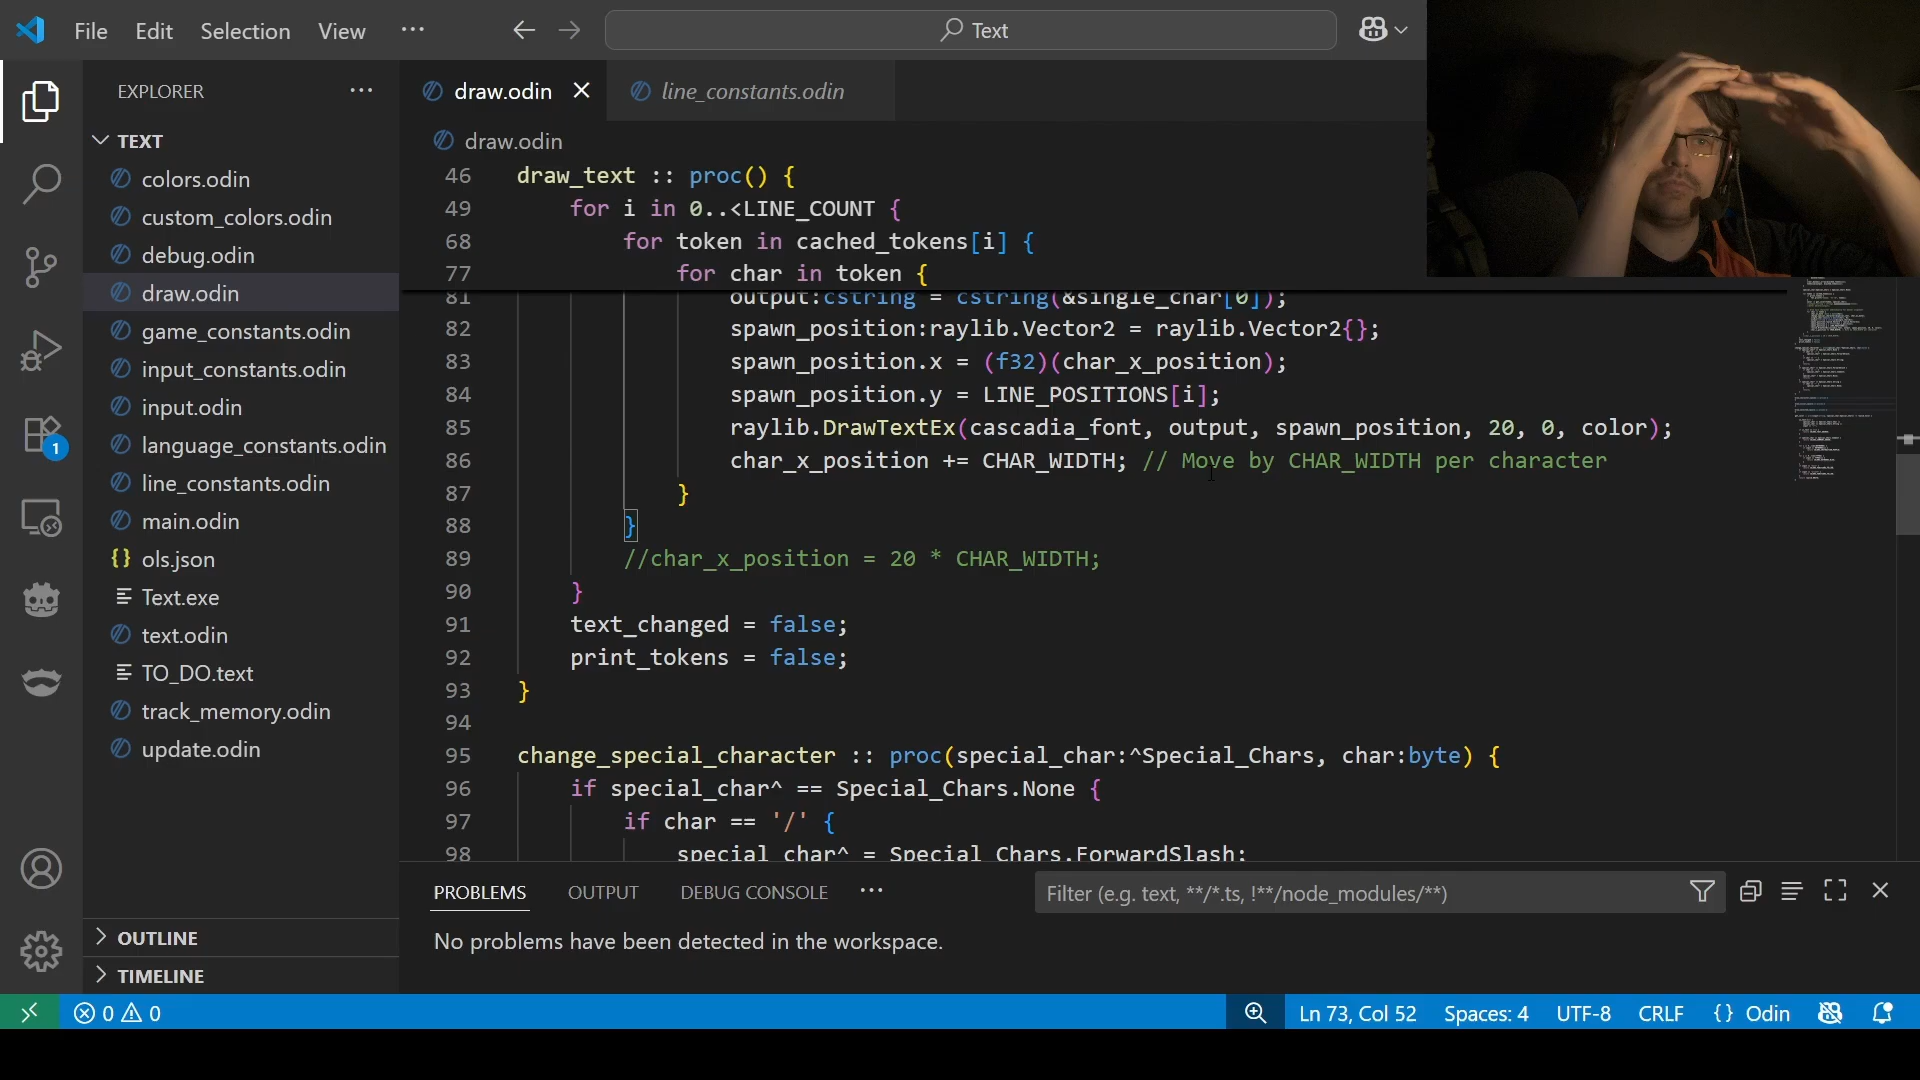 File Edit Selection View ···
Text
EXPLORER ···
TEXT
colors.odin
custom_colors.odin
debug.odin
draw.odin
game_constants.odin
input_constants.odin
input.odin
language_constants.odin
line_constants.odin
main.odin
{} ols.json
Text.exe
text.odin
TO_DO.text
track_memory.odin
update.odin
OUTLINE
TIMELINE
1
draw.odin line_constants.odin
draw.odin
46 draw_text :: proc() {
49 for i in 0..<LINE_COUNT {
68 for token in cached_tokens[i] {
77 for char in token {
81 output:cstring = cstring(&single_char[0]);
82 spawn_position:raylib.Vector2 = raylib.Vector2{};
83 spawn_position.x = (f32)(char_x_position);
84 spawn_position.y = LINE_POSITIONS[i];
85 raylib.DrawTextEx(cascadia_font, output, spawn_position, 20, 0, color);
86 char_x_position += CHAR_WIDTH; // Move by CHAR_WIDTH per character
87 }
88 }
89 //char_x_position = 20 * CHAR_WIDTH;
90 }
91 text_changed = false;
92 print_tokens = false;
93 }
94
95 change_special_character :: proc(special_char:^Special_Chars, char:byte) {
96 if special_char^ == Special_Chars.None {
97 if char == '/' {
98 special_char^ = Special_Chars.ForwardSlash;
PROBLEMS OUTPUT DEBUG CONSOLE ···
Filter (e.g. text, **/*.ts, !**/node_modules/**)
No problems have been detected in the workspace.
0 0
Ln 73, Col 52 Spaces: 4 UTF-8 CRLF {} Odin